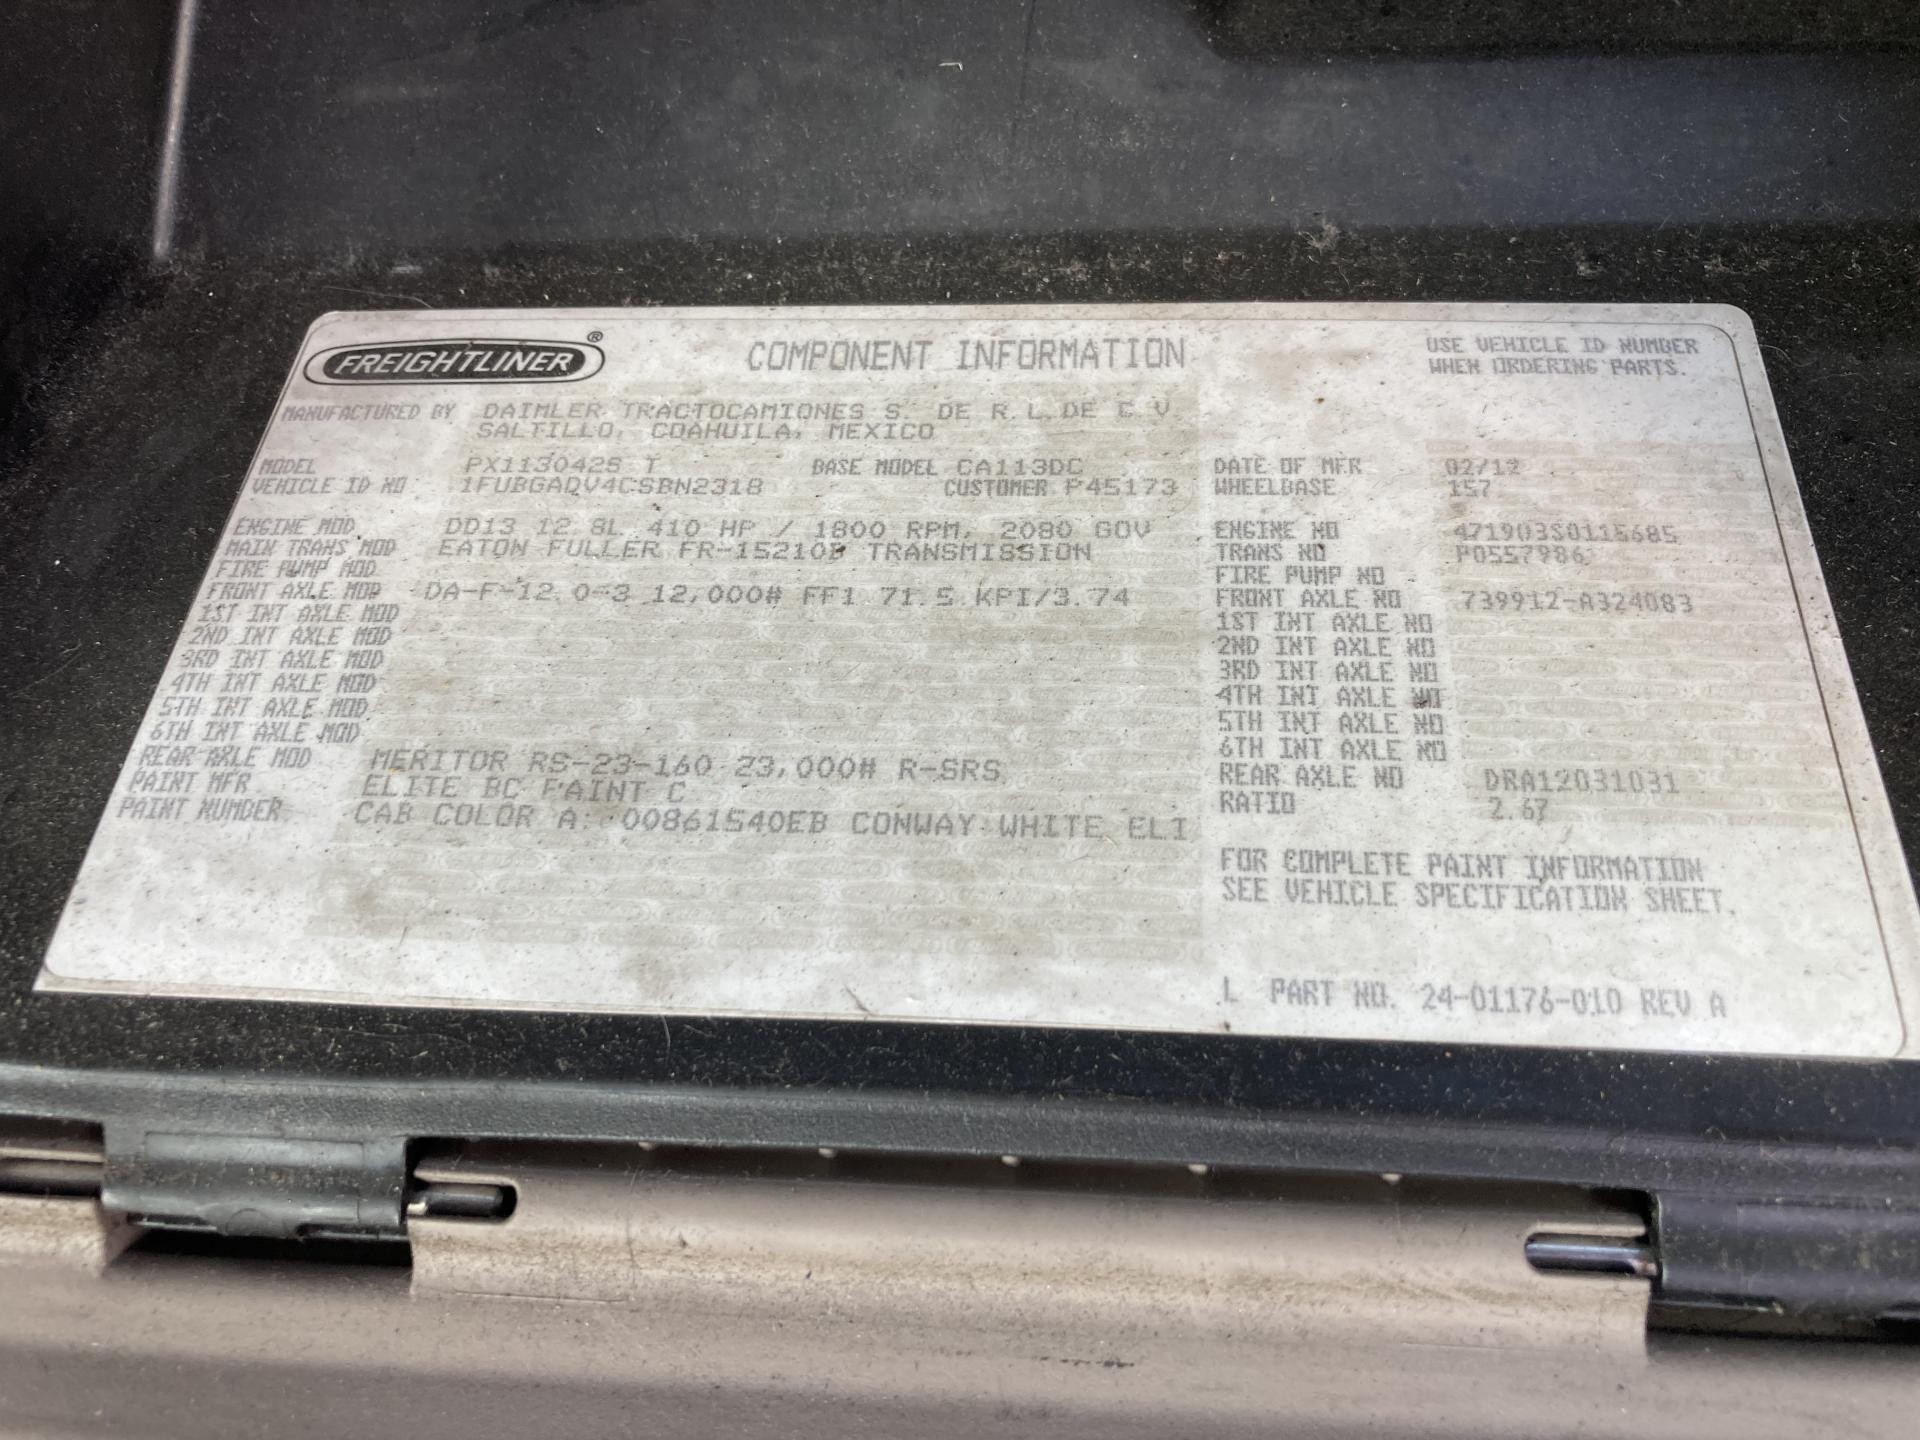 FREIGHTLINER®
COMPONENT INFORMATION
USE VEHICLE ID NUMBER
WHEN ORDERING PARTS.
MANUFACTURED BY DAIMLER TRACTOCAMIONES S. DE R.L.DE C.V.
SALTILLO, COAHUILA, MEXICO
MODEL PX113042S T BASE MODEL CA113DC DATE OF MFR 02/12
VEHICLE ID NO 1FUBGAQV4CSBN2318 CUSTOMER P45173 WHEELBASE 157
ENGINE MOD DD13 12.8L 410 HP / 1800 RPM, 2080 GOV ENGINE NO 471903S0115685
MAIN TRANS MOD EATON FULLER FR-15210B TRANSMISSION TRANS NO P0557986
FIRE PUMP MOD FIRE PUMP NO
FRONT AXLE MOD DA-F-12.0-3 12,000# FF1 71.5 KPI/3.74 FRONT AXLE NO 739912-A324083
1ST INT AXLE MOD 1ST INT AXLE NO
2ND INT AXLE MOD 2ND INT AXLE NO
3RD INT AXLE MOD 3RD INT AXLE NO
4TH INT AXLE MOD 4TH INT AXLE NO
5TH INT AXLE MOD 5TH INT AXLE NO
6TH INT AXLE MOD 6TH INT AXLE NO
REAR AXLE MOD MERITOR RS-23-160 23,000# R-SRS REAR AXLE NO DRA12031031
PAINT MFR ELITE BC PAINT C RATIO 2.67
PAINT NUMBER CAB COLOR A: 00861540EB CONWAY WHITE ELI
FOR COMPLETE PAINT INFORMATION
SEE VEHICLE SPECIFICATION SHEET.
L PART NO. 24-01176-010 REV A